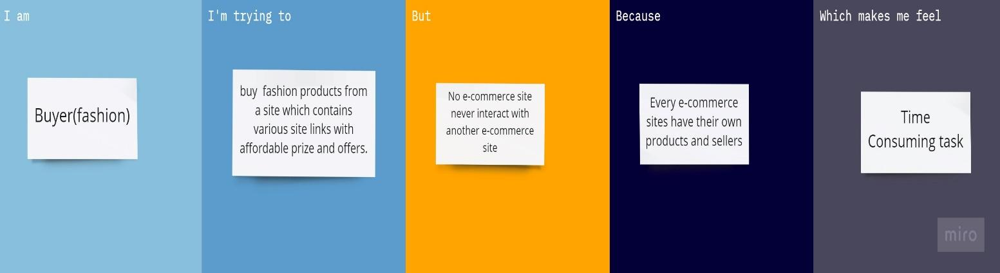 I am
Buyer(fashion)
I'm trying to
buy  fashion products from
a site which contains
various site links with
affordable prize and offers.
But
No e-commerce site
never interact with
another e-commerce
site
Because
Every e-commerce
sites have their own
products and sellers
Which makes me feel
Time
Consuming task
miro